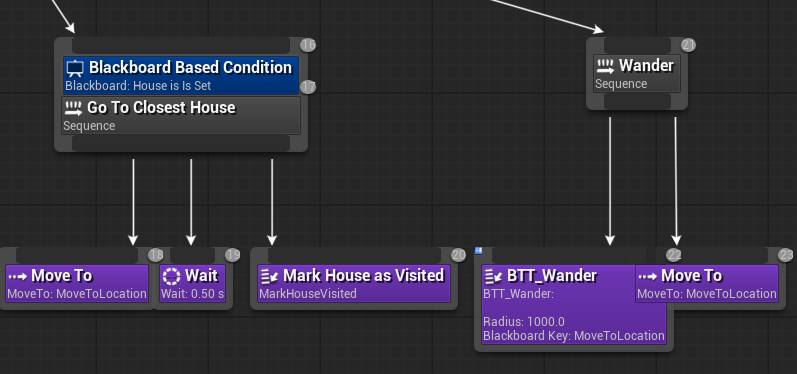 16
Blackboard Based Condition
Blackboard: House is Is Set
17
Go To Closest House
Sequence
21
Wander
Sequence
18
Move To
MoveTo: MoveToLocation
19
Wait
Wait: 0.50 s
20
Mark House as Visited
MarkHouseVisited
22
BTT_Wander
BTT_Wander:
Radius: 1000.0
Blackboard Key: MoveToLocation
23
Move To
MoveTo: MoveToLocation